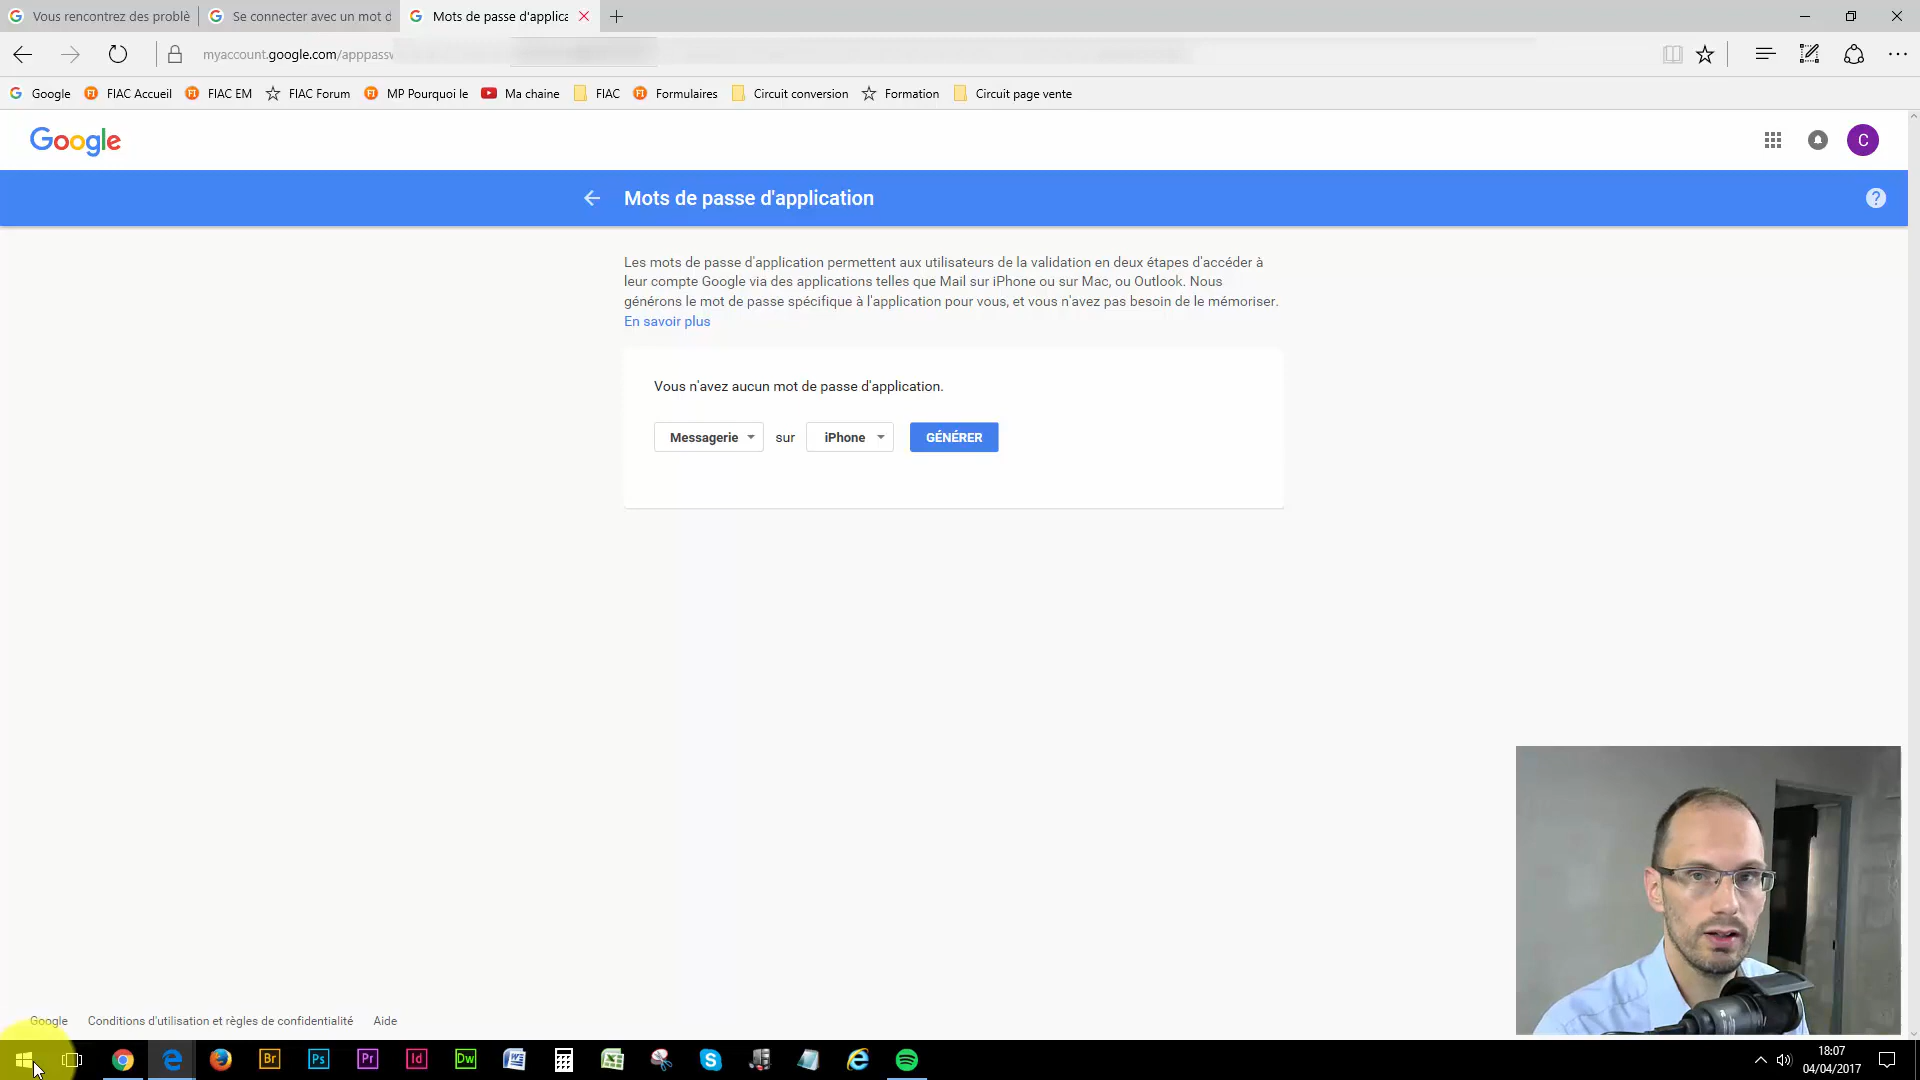 Vous rencontrez des problè
Se connecter avec un mot d
Mots de passe d'applica
myaccount.google.com/apppass
Google
FIAC Accueil
FIAC EM
FIAC Forum
MP Pourquoi le
Ma chaine
FIAC
Formulaires
Circuit conversion
Formation
Circuit page vente
Google
C
Mots de passe d'application
?
Les mots de passe d'application permettent aux utilisateurs de la validation en deux étapes d'accéder à
leur compte Google via des applications telles que Mail sur iPhone ou sur Mac, ou Outlook. Nous
générons le mot de passe spécifique à l'application pour vous, et vous n'avez pas besoin de le mémoriser.
En savoir plus
Vous n'avez aucun mot de passe d'application.
Messagerie sur iPhone GÉNÉRER
Google Conditions d'utilisation et règles de confidentialité Aide
Br Ps Pr Id Dw
18:07
04/04/2017